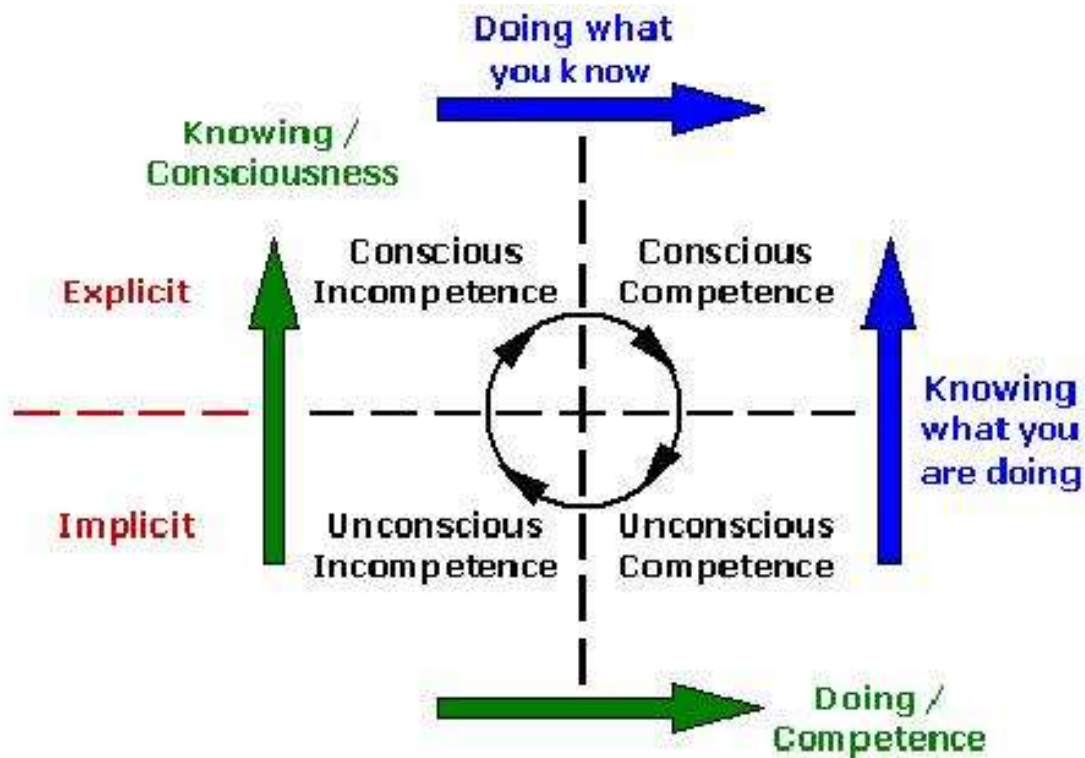 Doing what
you know
Knowing /
Consciousness
Explicit
Conscious
Incompetence
Conscious
Competence
Knowing
what you
are doing
Implicit
Unconscious
Incompetence
Unconscious
Competence
Doing /
Competence